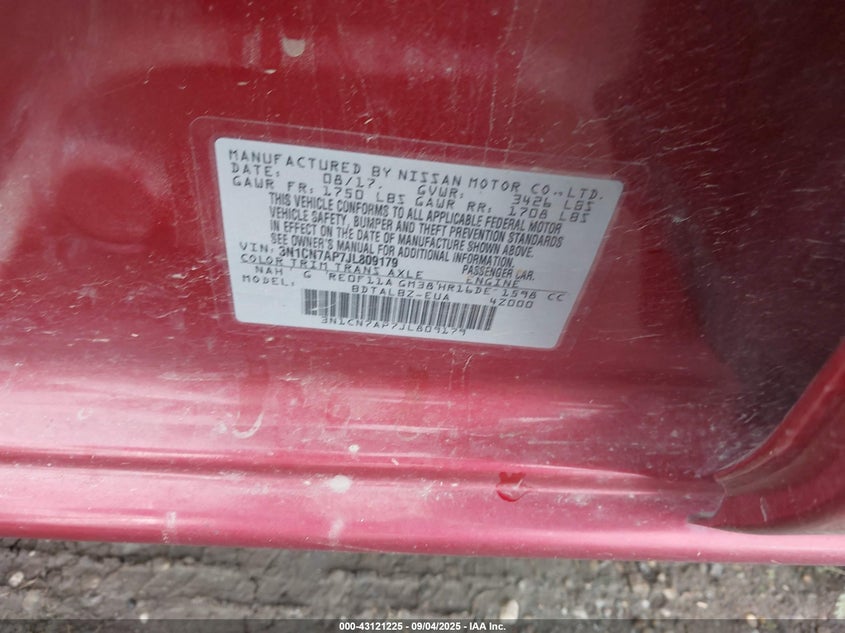 MANUFACTURED BY NISSAN MOTOR CO.,LTD.
DATE: 08/17. GVWR: 3426 LBS
GAWR FR: 1750 LBS GAWR RR: 1708 LBS
THIS VEHICLE CONFORMS TO ALL APPLICABLE FEDERAL MOTOR
VEHICLE SAFETY, BUMPER AND THEFT PREVENTION STANDARDS
IN EFFECT ON THE DATE OF MANUFACTURE SHOWN ABOVE.
SEE OWNER'S MANUAL FOR ADDITIONAL INFORMATION.
VIN: 3N1CN7AP7JL809179 PASSENGER CAR.
COLOR TRIM TRANS AXLE ENGINE
NAH G RE0F11A GM38 HR16DE 1598 CC
MODEL: BDTALBZ-EUA 42000
3N1CN7AP7JL809179
000-43121225 - 09/04/2025 - IAA Inc.